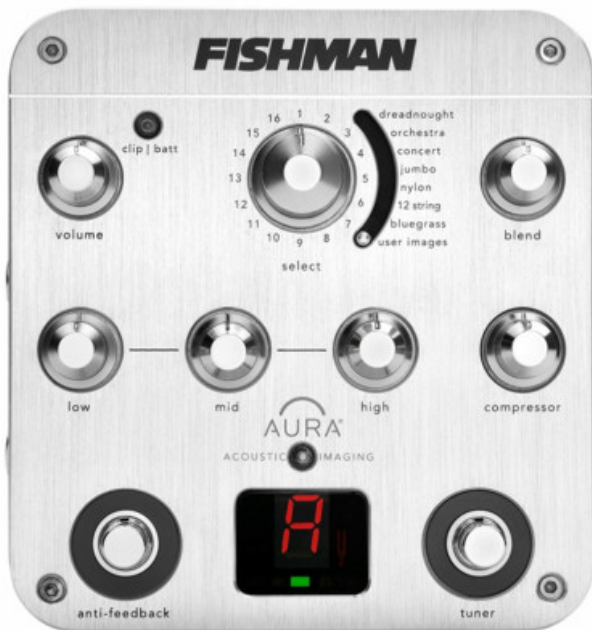 FISHMAN
clip | batt
volume
16 1 2
15 3
14 4
13 5
12 6
11 7
10 9 8
select
dreadnought
orchestra
concert
jumbo
nylon
12 string
bluegrass
user images
blend
low
mid
high
compressor
AURA®
ACOUSTIC IMAGING
A
anti-feedback
tuner